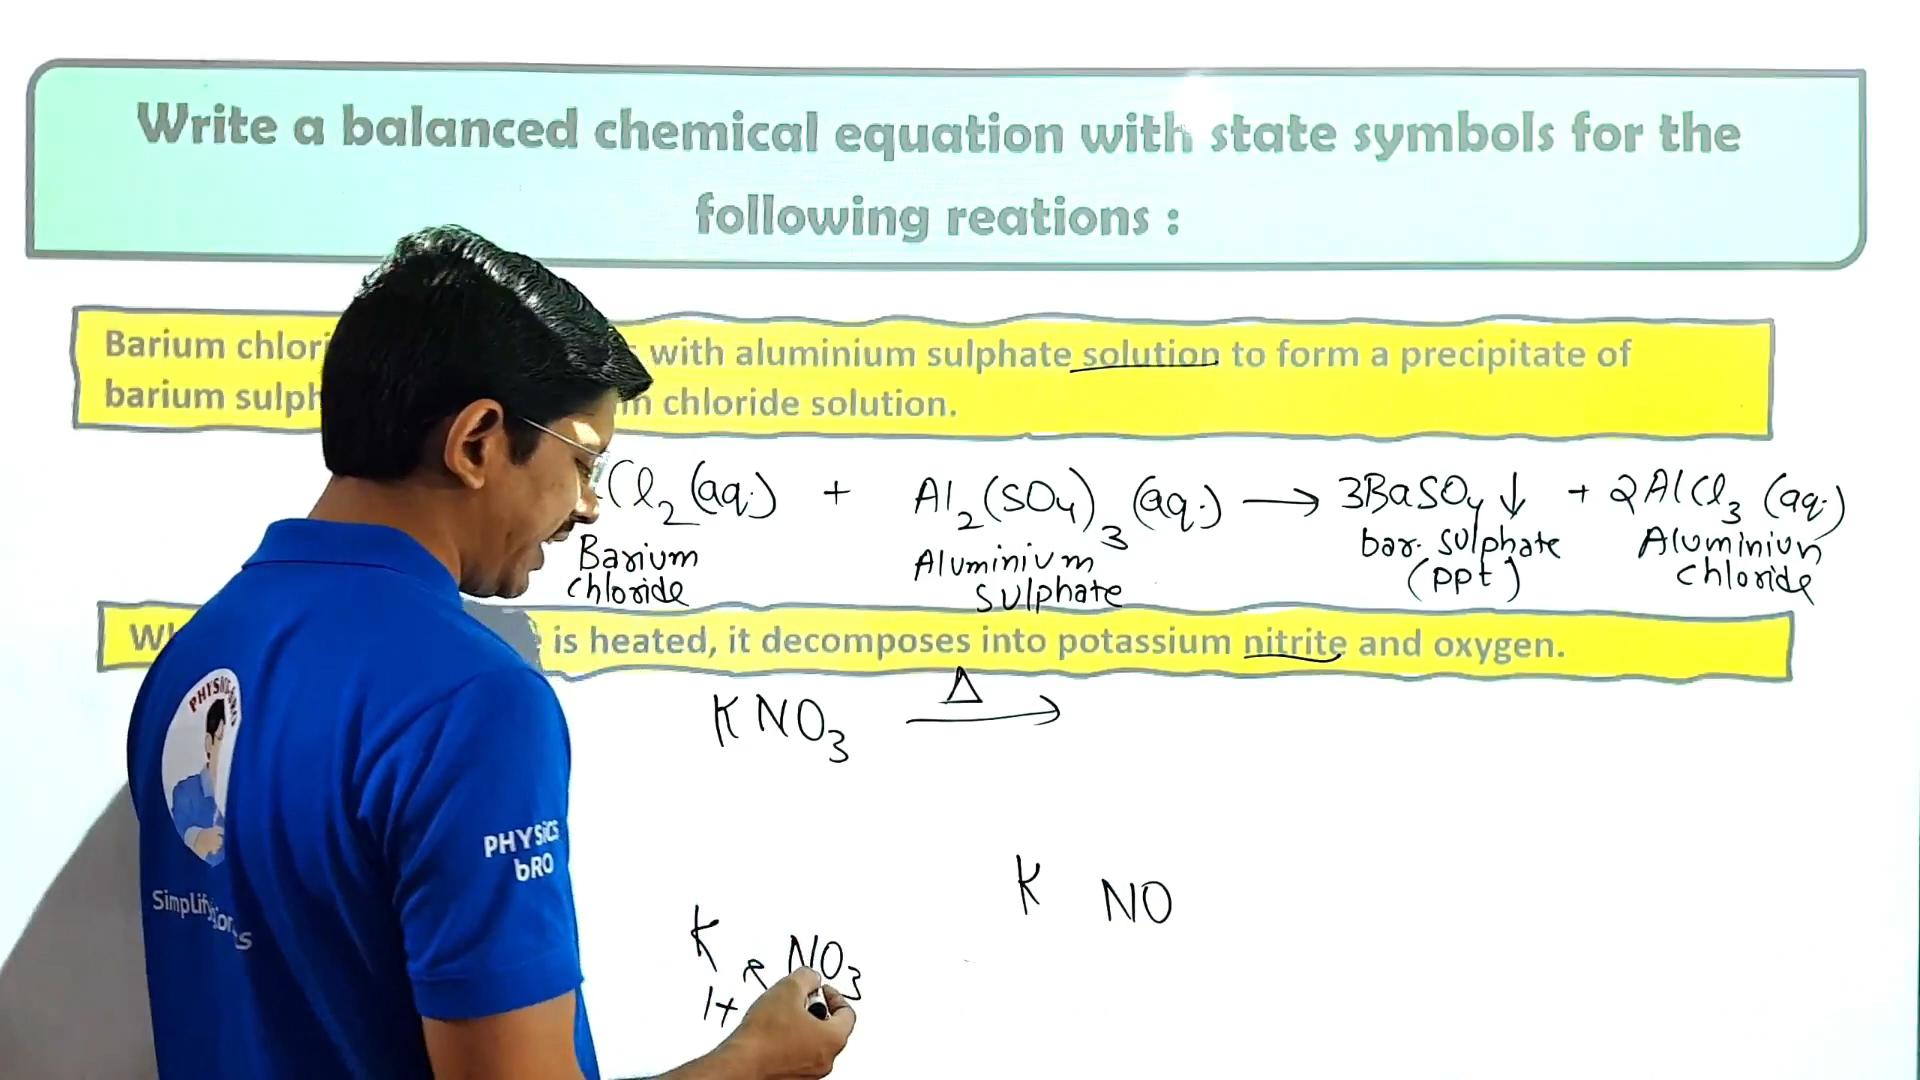 Write a balanced chemical equation with state symbols for the
following reations :
Barium chlori with aluminium sulphate solution to form a precipitate of
barium sulph chloride solution.
Cl₂ (aq.) + Al₂(SO₄)₃ (aq.) → 3BaSO₄ ↓ + 2AlCl₃ (aq.)
Barium chloride
Aluminium sulphate
bar. sulphate (ppt)
Aluminium chloride
is heated, it decomposes into potassium nitrite and oxygen.
KNO₃ Δ →
K NO
K NO₃
1+
PHYSICS bRO
PHYSICS
bRO